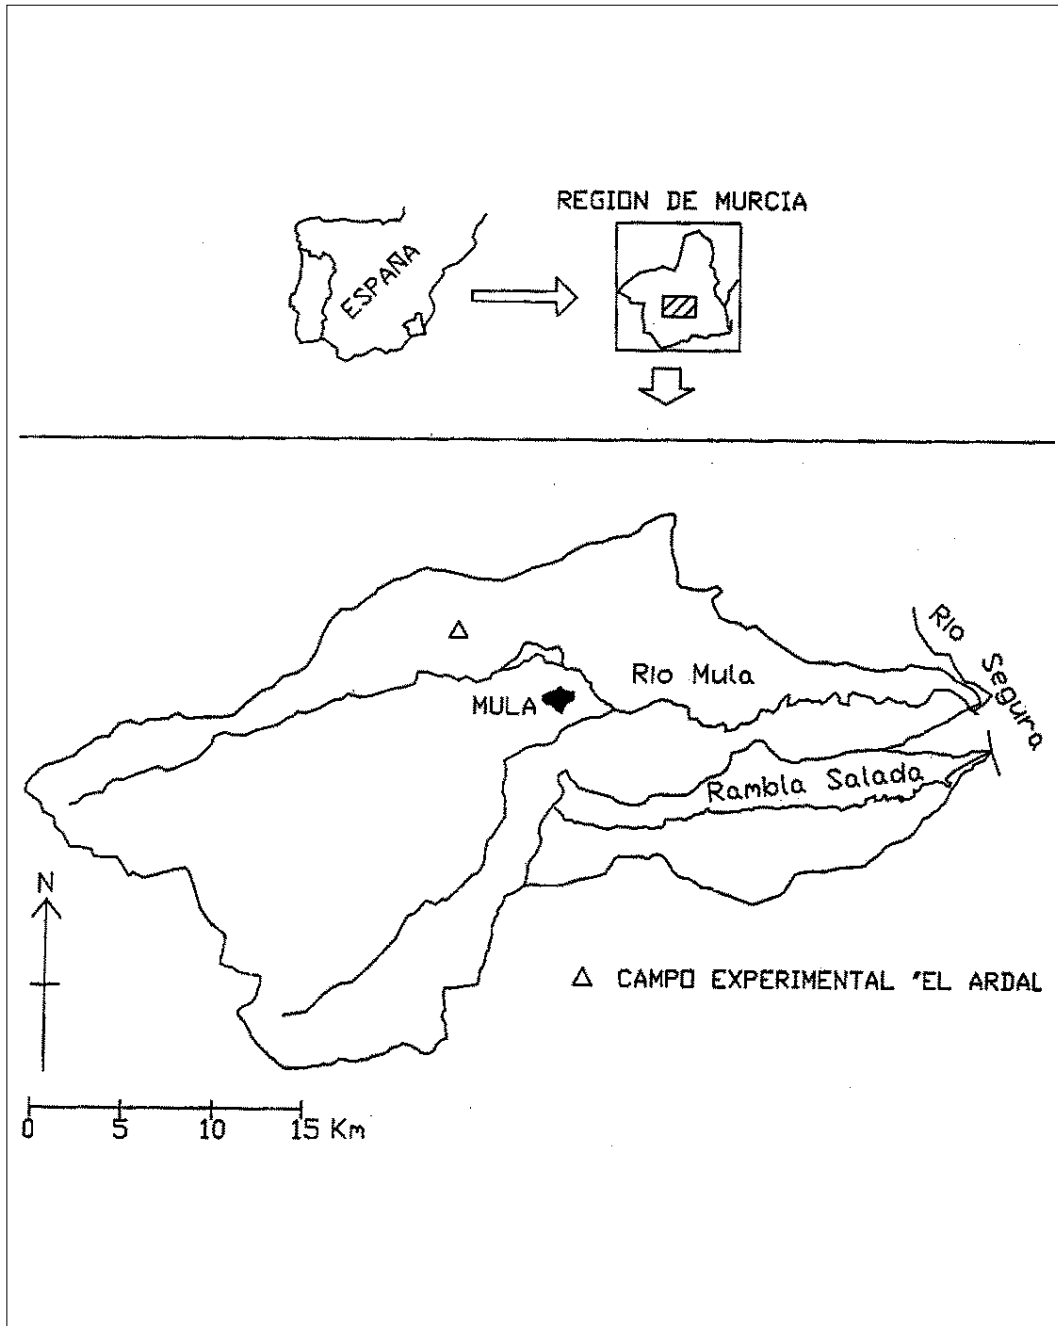 REGION DE MURCIA
ESPAÑA
RIO Segura
RIO Mula
MULA
Rambla Salada
N
△ CAMPO EXPERIMENTAL "EL ARDAL
0 5 10 15 Km